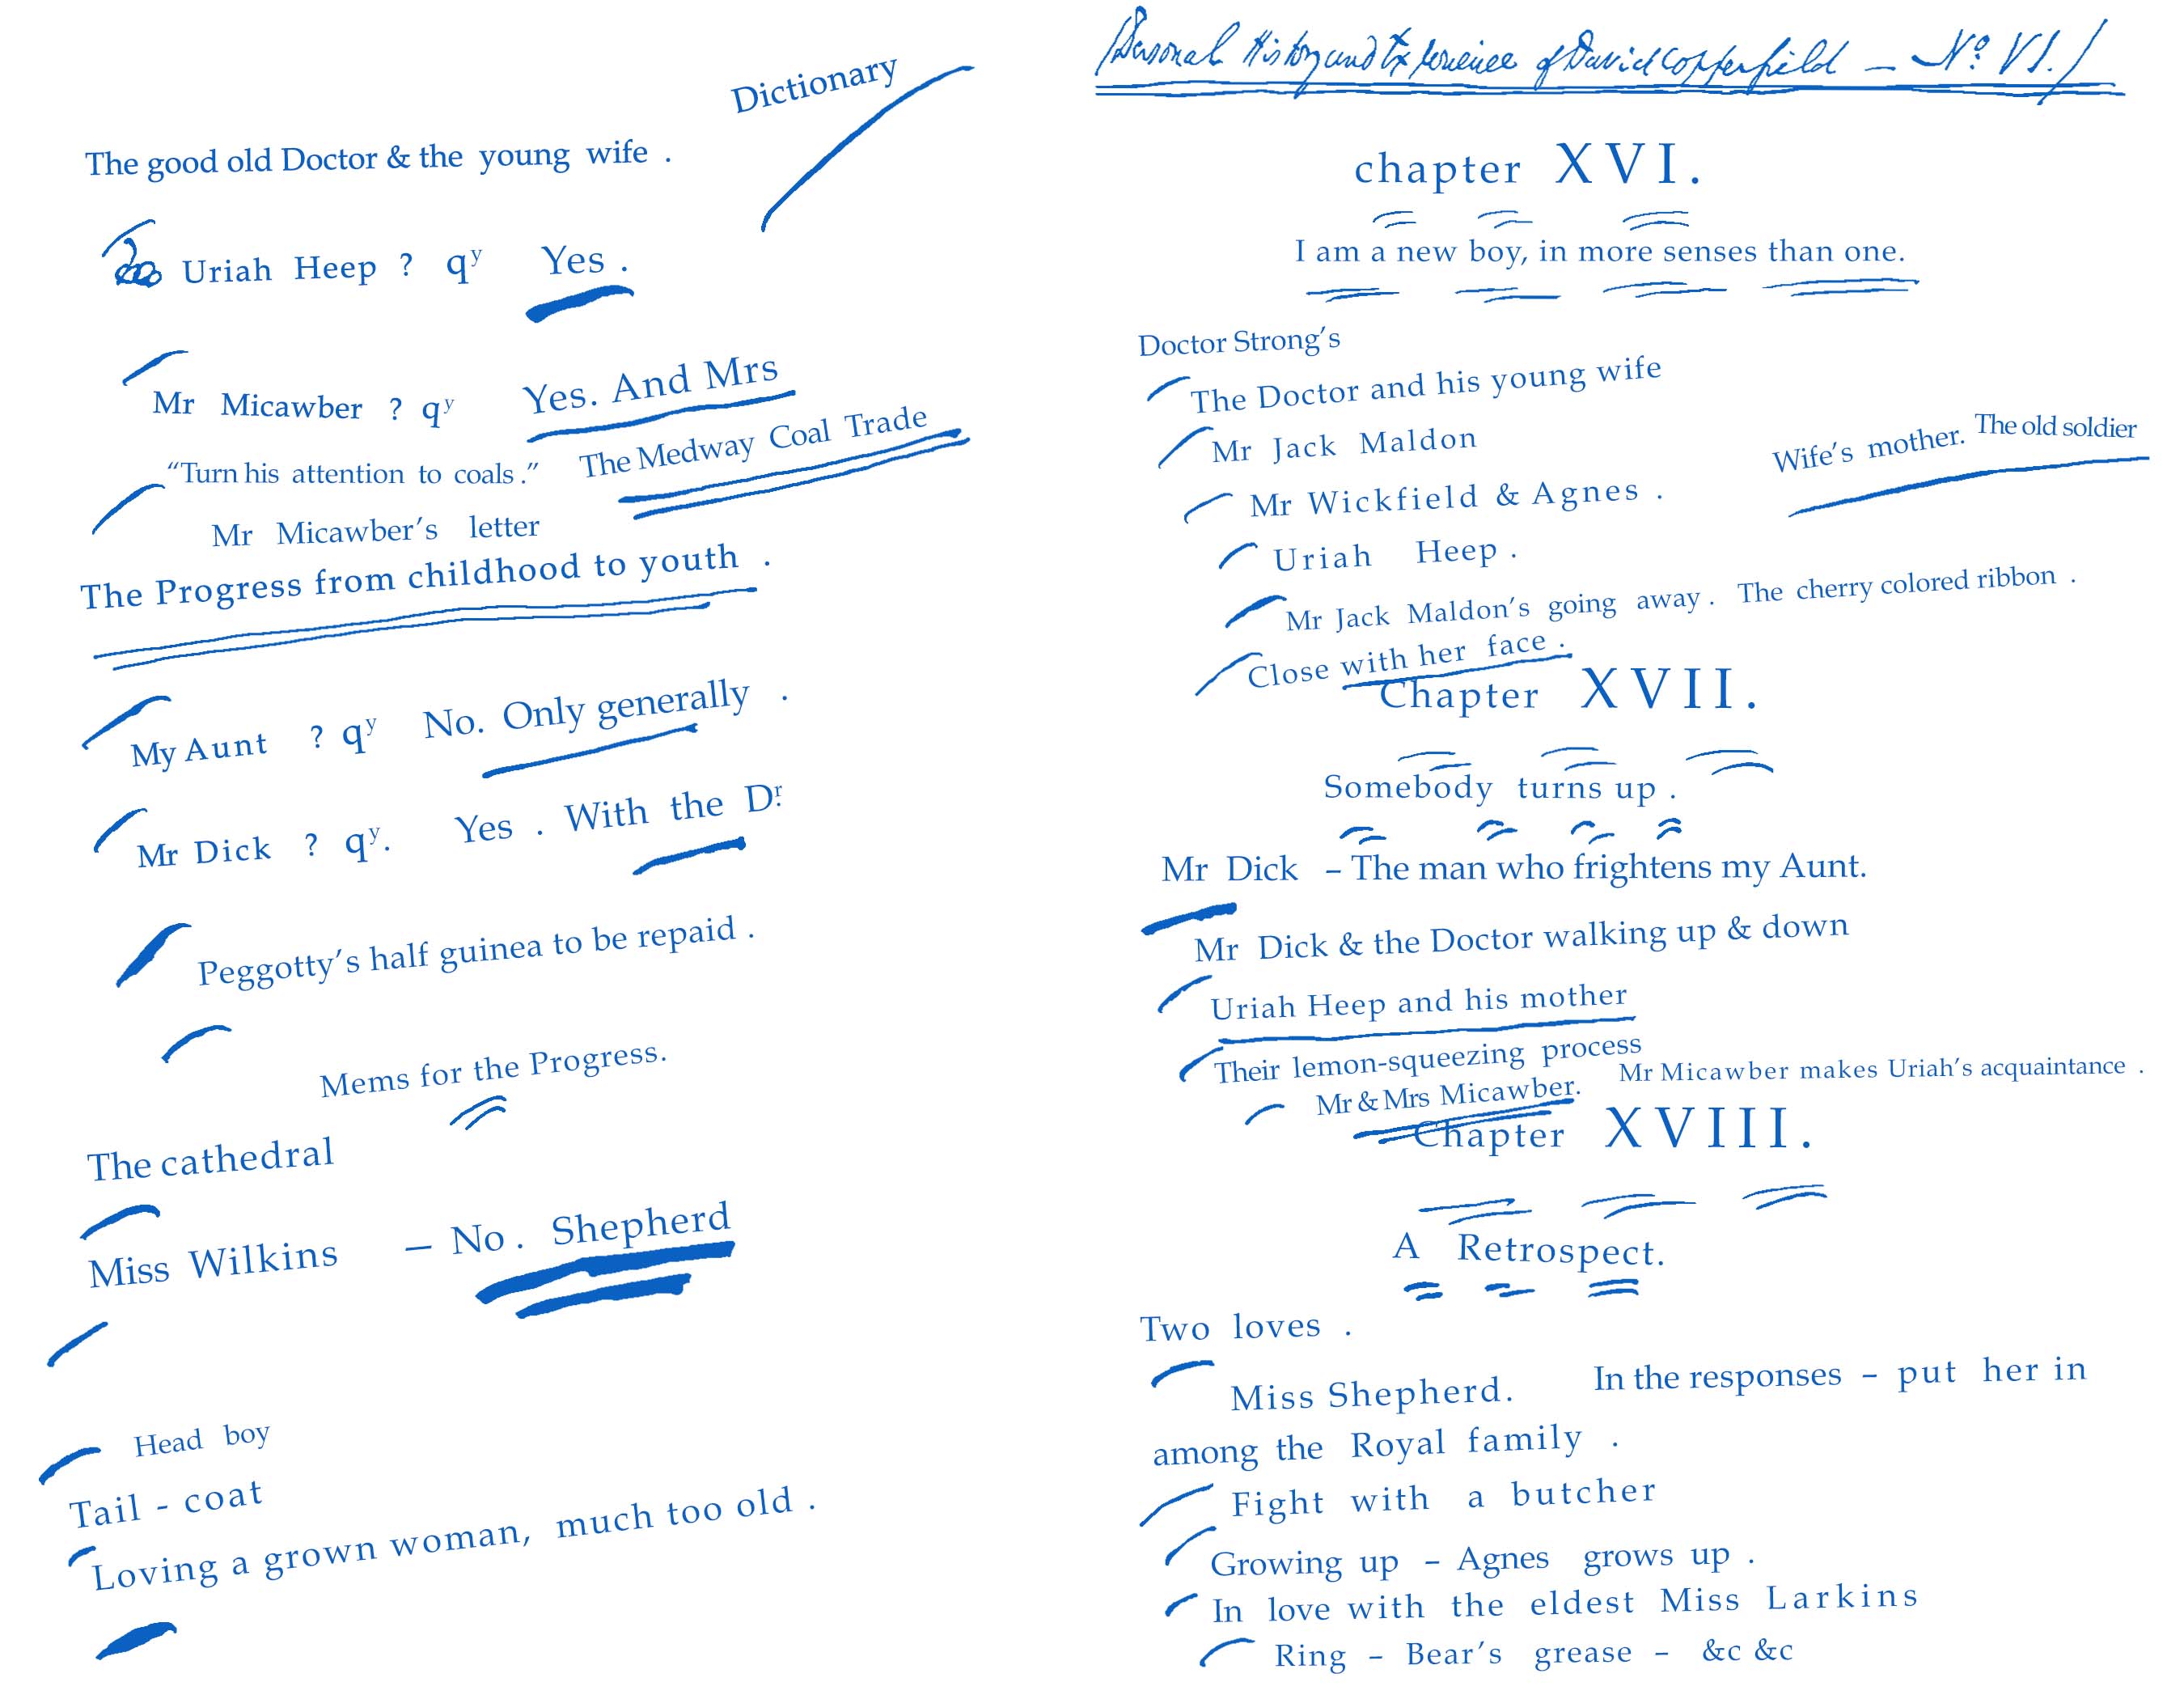 Dictionary
The good old Doctor & the young wife .
Uriah Heep ? qy Yes .
Mr Micawber ? qy Yes. And Mrs
“Turn his attention to coals.” The Medway Coal Trade
Mr Micawber’s letter
The Progress from childhood to youth .
My Aunt ? qy No. Only generally .
Mr Dick ? qy. Yes . With the Dr.
Peggotty’s half guinea to be repaid .
Mems for the Progress.
The cathedral
Miss Wilkins – No . Shepherd
Head boy
Tail - coat
Loving a grown woman, much too old .
Personal History and Experience of David Copperfield – No. VI.
chapter XVI.
I am a new boy, in more senses than one.
Doctor Strong’s
The Doctor and his young wife
Mr Jack Maldon
Wife’s mother. The old soldier
Mr Wickfield & Agnes .
Uriah Heep .
Mr Jack Maldon’s going away . The cherry colored ribbon .
Close with her face .
Chapter XVII.
Somebody turns up .
Mr Dick – The man who frightens my Aunt.
Mr Dick & the Doctor walking up & down
Uriah Heep and his mother
Their lemon-squeezing process
Mr & Mrs Micawber. Mr Micawber makes Uriah’s acquaintance .
Chapter XVIII.
A Retrospect.
Two loves .
Miss Shepherd. In the responses – put her in
among the Royal family .
Fight with a butcher
Growing up – Agnes grows up .
In love with the eldest Miss Larkins
Ring – Bear’s grease – &c &c